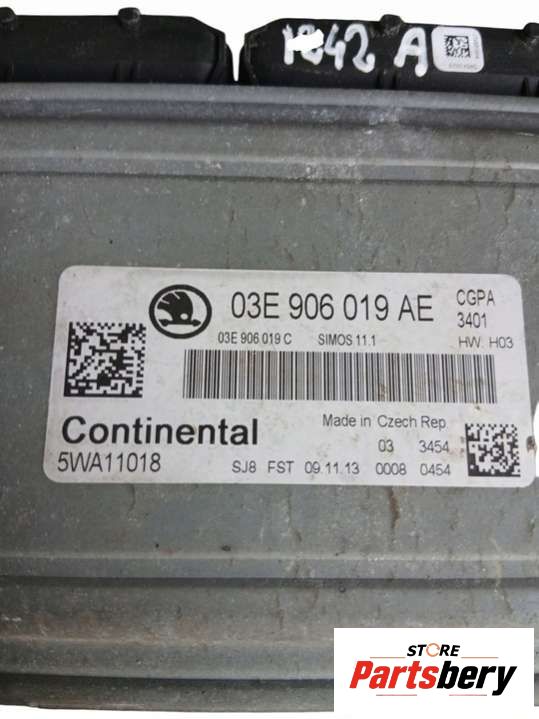 1842 A
03E 906 019 AE
CGPA
3401
03E 906 019 C SIMOS 11.1 HW. H03
Continental
5WA11018
Made in Czech Rep.
03 3454
SJ8 FST 09.11.13 0008 0454
STORE
Partsbery